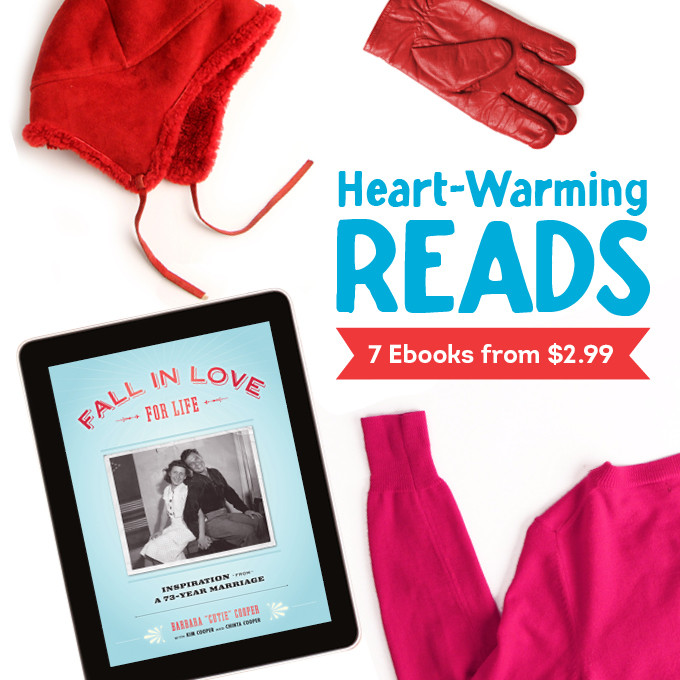 Heart-Warming
READS
7 Ebooks from $2.99
FALL IN LOVE
FOR LIFE
INSPIRATION "FROM"
A 73-YEAR MARRIAGE
BARBARA "CUTIE" COOPER
WITH KIM COOPER AND CHINTA COOPER